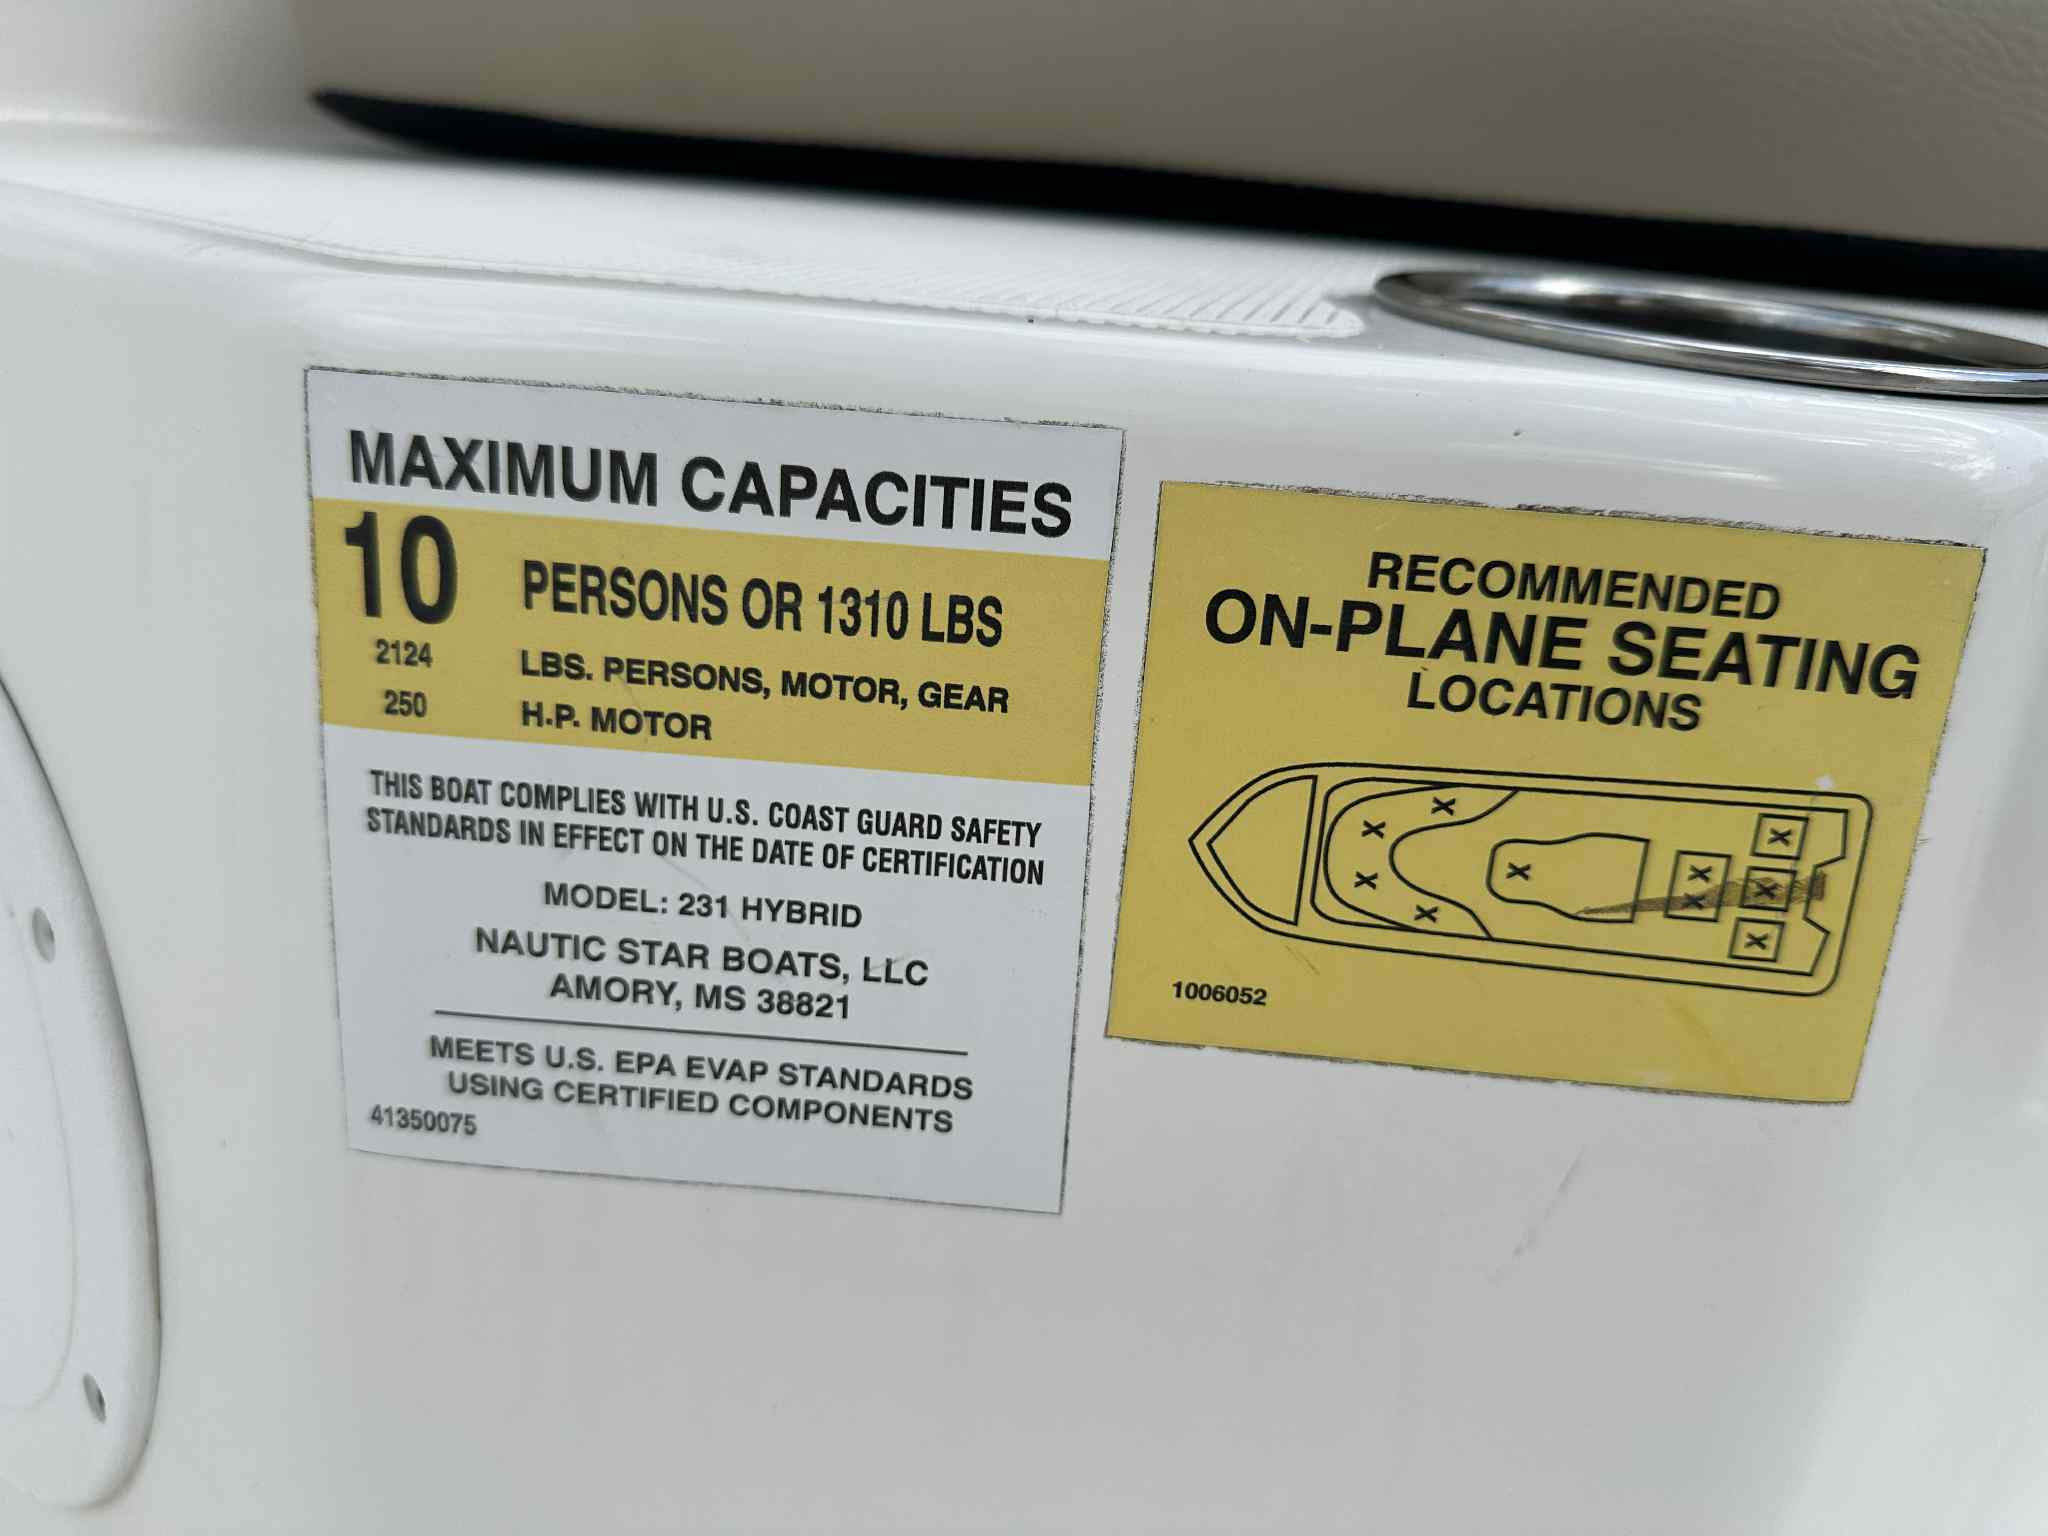 MAXIMUM CAPACITIES
10 PERSONS OR 1310 LBS
2124 LBS. PERSONS, MOTOR, GEAR
250 H.P. MOTOR
THIS BOAT COMPLIES WITH U.S. COAST GUARD SAFETY
STANDARDS IN EFFECT ON THE DATE OF CERTIFICATION
MODEL: 231 HYBRID
NAUTIC STAR BOATS, LLC
AMORY, MS 38821
MEETS U.S. EPA EVAP STANDARDS
USING CERTIFIED COMPONENTS
41350075
RECOMMENDED
ON-PLANE SEATING
LOCATIONS
X
X
X
X
X
X
X
X
X
X
1006052